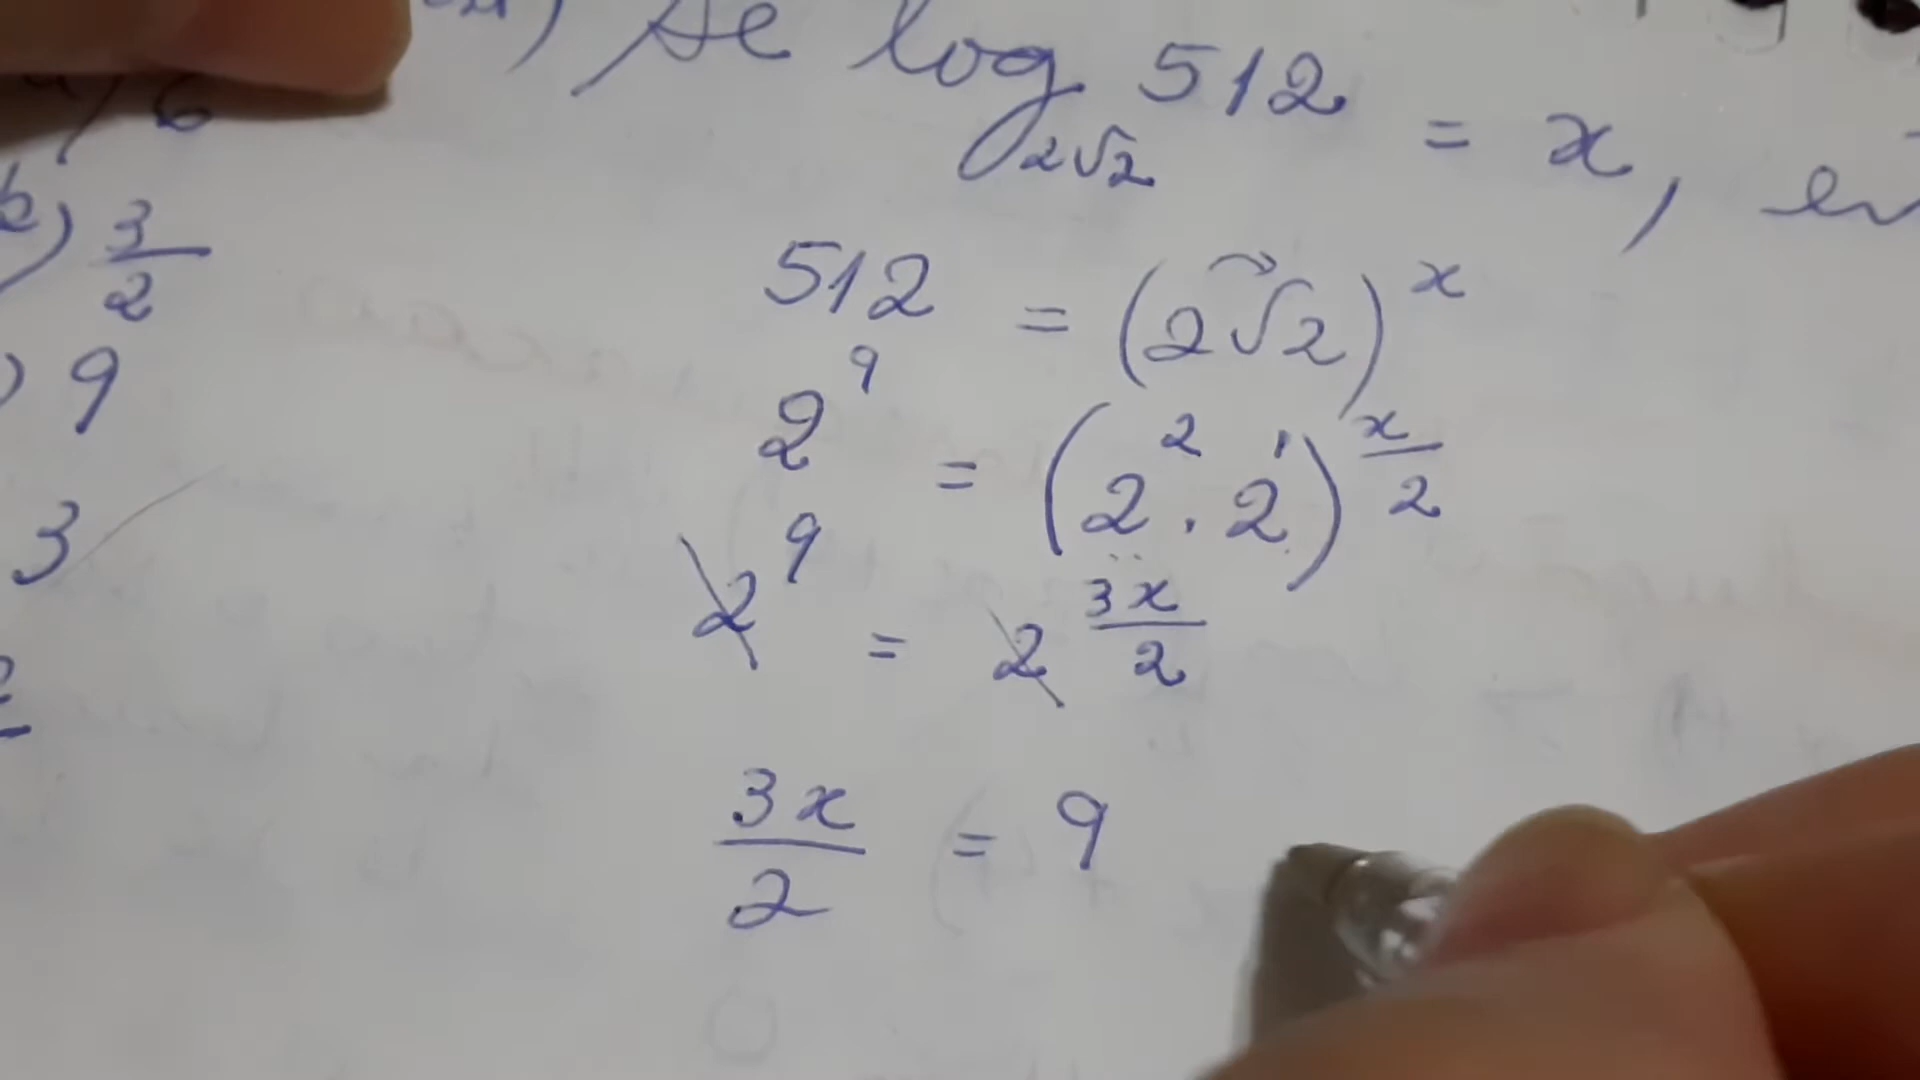 ) Se log_{2√2} 512 = x,
a) 6
b) 3/2
) 9
3
512 = (2√2)^x
2^9 = (2^2 . 2^1)^{x/2}
2^9 = 2^{3x/2}
3x/2 = 9